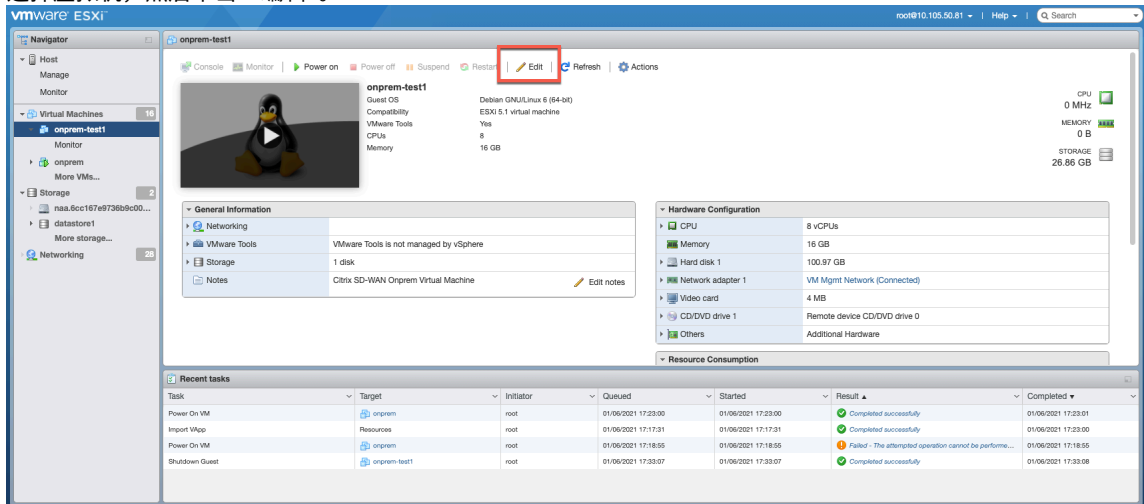 vmware ESXi™
root@10.105.50.81 | Help | Search
Navigator
Host
Manage
Monitor
Virtual Machines 16
onprem-test1
Monitor
onprem
More VMs...
Storage 2
naa.6cc167e9736b9c00...
datastore1
More storage...
Networking 28
onprem-test1
Console Monitor | Power on Power off Suspend Restart | Edit | Refresh | Actions
onprem-test1
Guest OS Debian GNU/Linux 6 (64-bit)
Compatibility ESXi 5.1 virtual machine
VMware Tools Yes
CPUs 8
Memory 16 GB
CPU
0 MHz
MEMORY
0 B
STORAGE
26.86 GB
General Information
Networking
VMware Tools VMware Tools is not managed by vSphere
Storage 1 disk
Notes Citrix SD-WAN Onprem Virtual Machine Edit notes
Hardware Configuration
CPU 8 vCPUs
Memory 16 GB
Hard disk 1 100.97 GB
Network adapter 1 VM Mgmt Network (Connected)
Video card 4 MB
CD/DVD drive 1 Remote device CD/DVD drive 0
Others Additional Hardware
Resource Consumption
Recent tasks
Task Target Initiator Queued Started Result ▲ Completed ▼
Power On VM onprem root 01/06/2021 17:23:00 01/06/2021 17:23:00 Completed successfully 01/06/2021 17:23:01
Import VApp Resources root 01/06/2021 17:17:31 01/06/2021 17:17:31 Completed successfully 01/06/2021 17:23:00
Power On VM onprem root 01/06/2021 17:18:55 01/06/2021 17:18:55 Failed - The attempted operation cannot be performe... 01/06/2021 17:18:55
Shutdown Guest onprem-test1 root 01/06/2021 17:33:07 01/06/2021 17:33:07 Completed successfully 01/06/2021 17:33:08